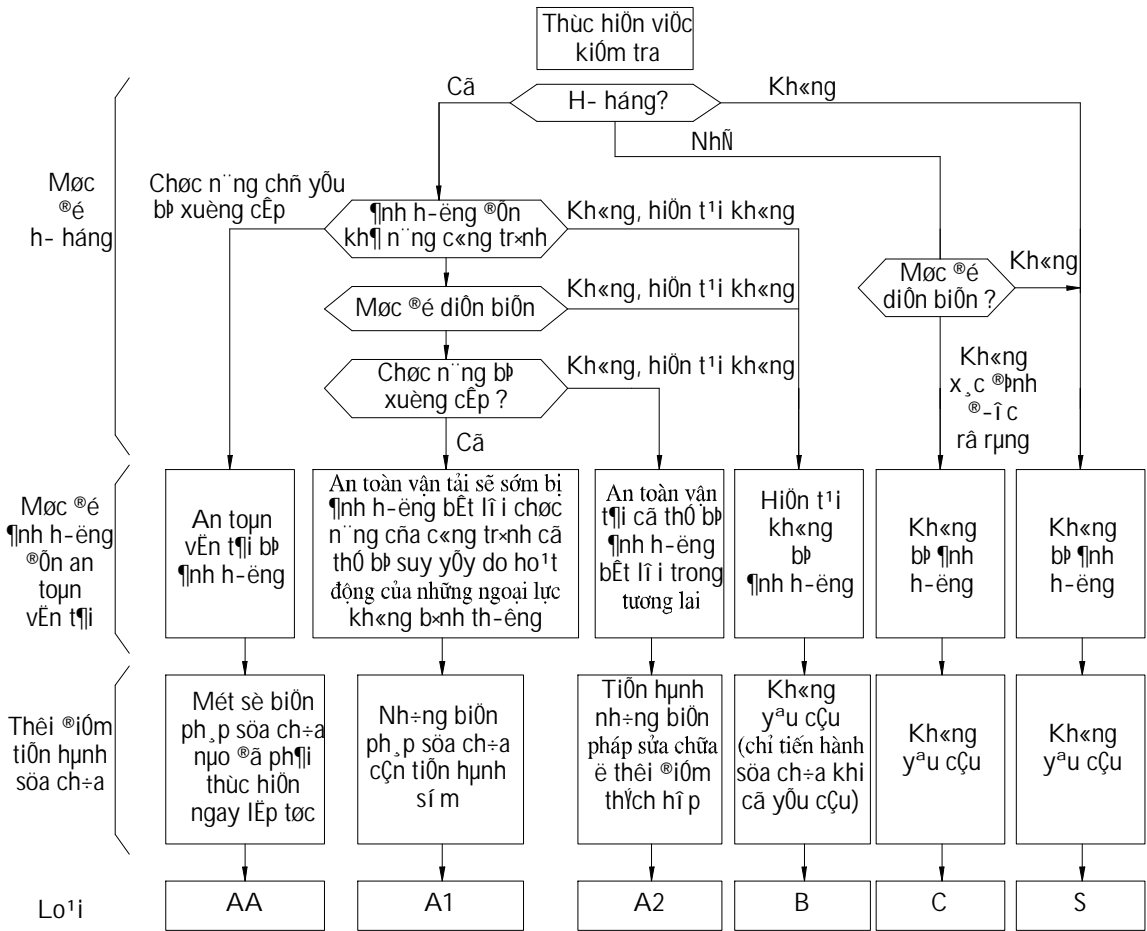 Thùc hiÖn viÖc
kiÓm tra
Cã
H- háng?
Kh«ng
NhÑ
Møc
®é
h- háng
Chøc n¨ng chñ yÕu
bÞ xuèng cÊp
¶nh h-ëng ®Õn
kh¶ n¨ng c«ng tr×nh
Kh«ng, hiÖn t¹i kh«ng
Møc ®é diÔn biÕn
Kh«ng, hiÖn t¹i kh«ng
Møc ®é
diÔn biÕn ?
Kh«ng
Chøc n¨ng bÞ
xuèng cÊp ?
Kh«ng, hiÖn t¹i kh«ng
Cã
Kh«ng
x¸c ®Þnh
®-îc
râ rµng
Møc ®é
¶nh h-ëng
®Õn an
toµn
vËn t¶i
An toµn
vËn t¶i bÞ
¶nh h-ëng
An toàn vận tải sẽ sớm bị
¶nh h-ëng bÊt lîi chøc
n¨ng cña c«ng tr×nh cã
thÓ bÞ suy yÕy do ho¹t
động của những ngoại lực
kh«ng b×nh th-êng
An toàn vận
t¶i cã thÓ bÞ
¶nh h-ëng
bÊt lîi trong
tương lai
HiÖn t¹i
kh«ng
bÞ
¶nh h-ëng
Kh«ng
bÞ ¶nh
h-ëng
Kh«ng
bÞ ¶nh
h-ëng
Thêi ®iÓm
tiÕn hµnh
söa ch÷a
Mét sè biÖn
ph¸p söa ch÷a
nµo ®ã ph¶i
thùc hiÖn
ngay lËp tøc
Nh÷ng biÖn
ph¸p söa ch÷a
cÇn tiÕn hµnh
sím
TiÕn hµnh
nh÷ng biÖn
pháp sửa chữa
ë thêi ®iÓm
thÝch hîp
Kh«ng
yªu cÇu
(chỉ tiến hành
söa ch÷a khi
cã yÕu cÇu)
Kh«ng
yªu cÇu
Kh«ng
yªu cÇu
Lo¹i
AA
A1
A2
B
C
S